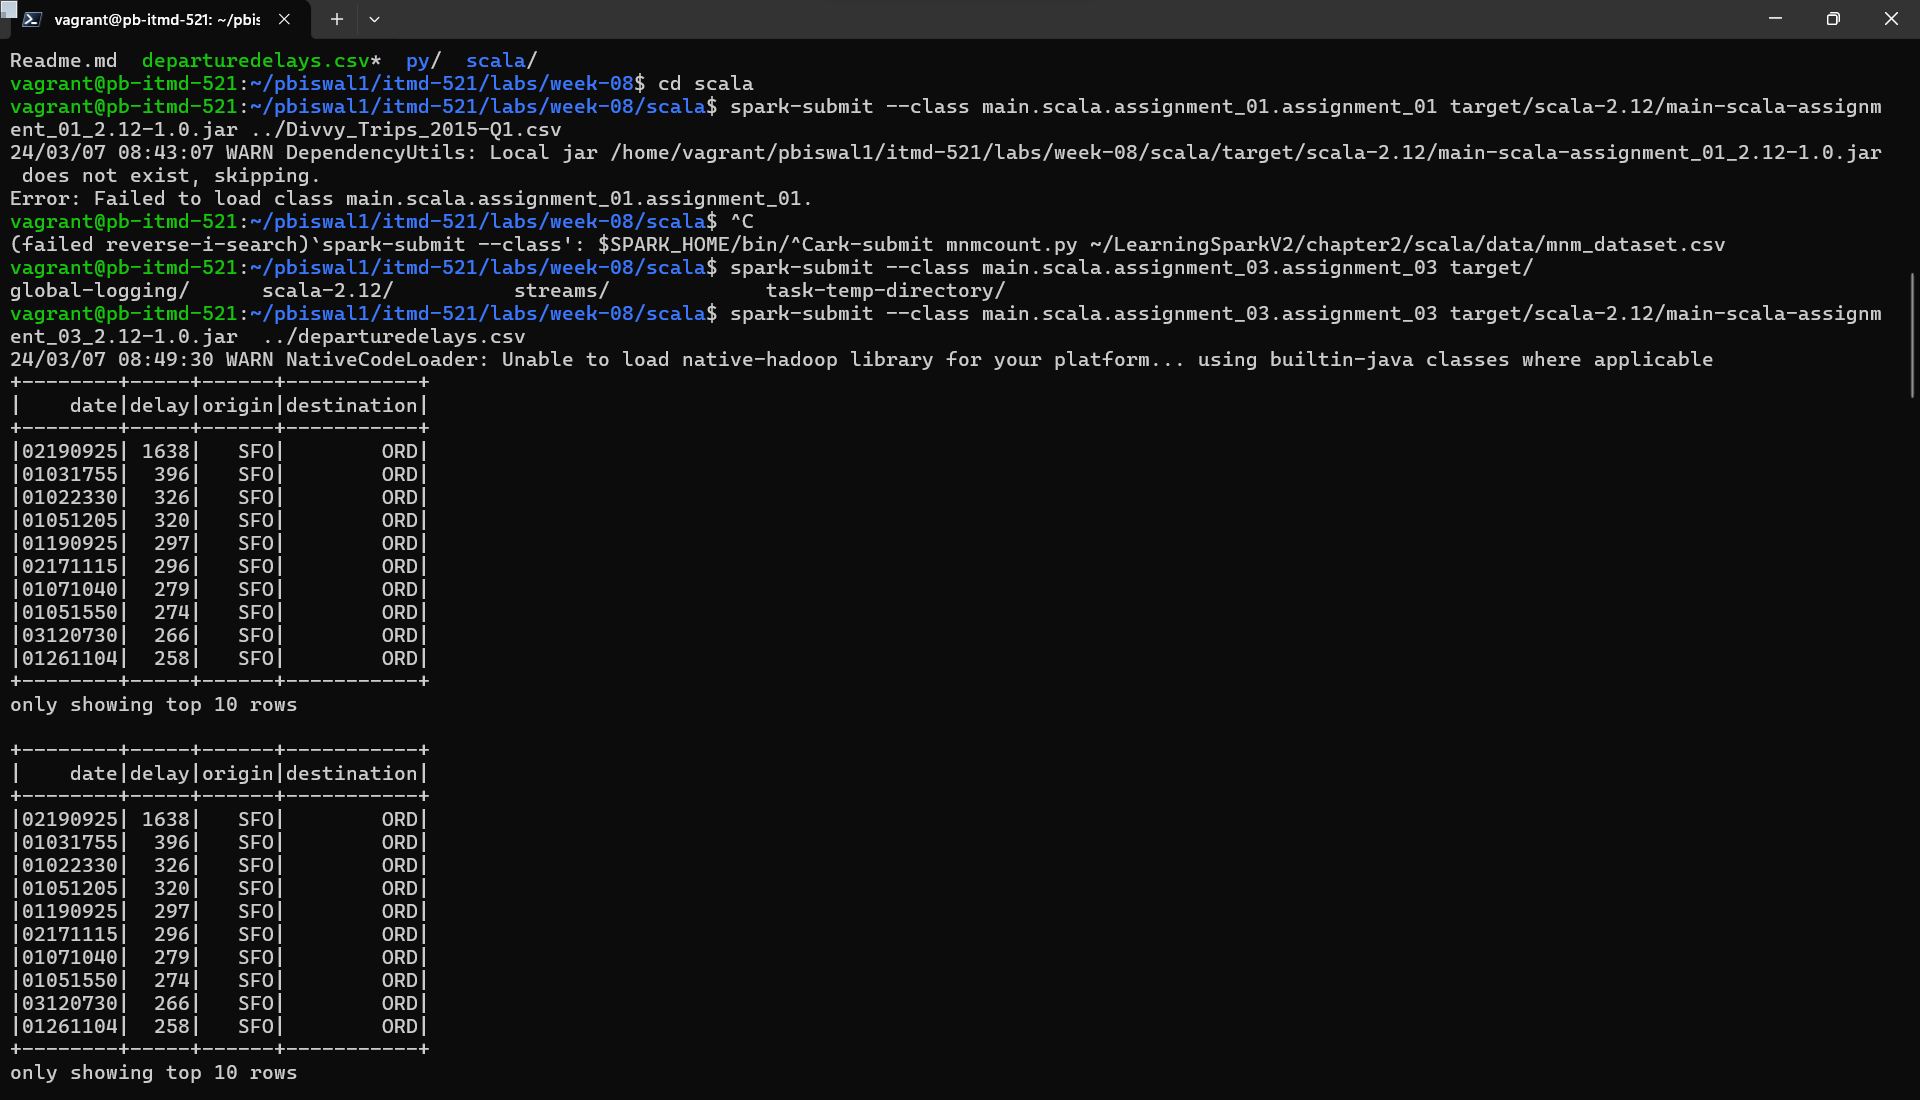 vagrant@pb-itmd-521: ~/pbis
Readme.md  departuredelays.csv*  py/  scala/
vagrant@pb-itmd-521:~/pbiswal1/itmd-521/labs/week-08$ cd scala
vagrant@pb-itmd-521:~/pbiswal1/itmd-521/labs/week-08/scala$ spark-submit --class main.scala.assignment_01.assignment_01 target/scala-2.12/main-scala-assignm
ent_01_2.12-1.0.jar ../Divvy_Trips_2015-Q1.csv
24/03/07 08:43:07 WARN DependencyUtils: Local jar /home/vagrant/pbiswal1/itmd-521/labs/week-08/scala/target/scala-2.12/main-scala-assignment_01_2.12-1.0.jar
 does not exist, skipping.
Error: Failed to load class main.scala.assignment_01.assignment_01.
vagrant@pb-itmd-521:~/pbiswal1/itmd-521/labs/week-08/scala$ ^C
(failed reverse-i-search)`spark-submit --class': $SPARK_HOME/bin/^Cark-submit mnmcount.py ~/LearningSparkV2/chapter2/scala/data/mnm_dataset.csv
vagrant@pb-itmd-521:~/pbiswal1/itmd-521/labs/week-08/scala$ spark-submit --class main.scala.assignment_03.assignment_03 target/
global-logging/      scala-2.12/          streams/             task-temp-directory/
vagrant@pb-itmd-521:~/pbiswal1/itmd-521/labs/week-08/scala$ spark-submit --class main.scala.assignment_03.assignment_03 target/scala-2.12/main-scala-assignm
ent_03_2.12-1.0.jar  ../departuredelays.csv
24/03/07 08:49:30 WARN NativeCodeLoader: Unable to load native-hadoop library for your platform... using builtin-java classes where applicable
+--------+-----+------+-----------+
|    date|delay|origin|destination|
+--------+-----+------+-----------+
|02190925| 1638|   SFO|        ORD|
|01031755|  396|   SFO|        ORD|
|01022330|  326|   SFO|        ORD|
|01051205|  320|   SFO|        ORD|
|01190925|  297|   SFO|        ORD|
|02171115|  296|   SFO|        ORD|
|01071040|  279|   SFO|        ORD|
|01051550|  274|   SFO|        ORD|
|03120730|  266|   SFO|        ORD|
|01261104|  258|   SFO|        ORD|
+--------+-----+------+-----------+
only showing top 10 rows

+--------+-----+------+-----------+
|    date|delay|origin|destination|
+--------+-----+------+-----------+
|02190925| 1638|   SFO|        ORD|
|01031755|  396|   SFO|        ORD|
|01022330|  326|   SFO|        ORD|
|01051205|  320|   SFO|        ORD|
|01190925|  297|   SFO|        ORD|
|02171115|  296|   SFO|        ORD|
|01071040|  279|   SFO|        ORD|
|01051550|  274|   SFO|        ORD|
|03120730|  266|   SFO|        ORD|
|01261104|  258|   SFO|        ORD|
+--------+-----+------+-----------+
only showing top 10 rows